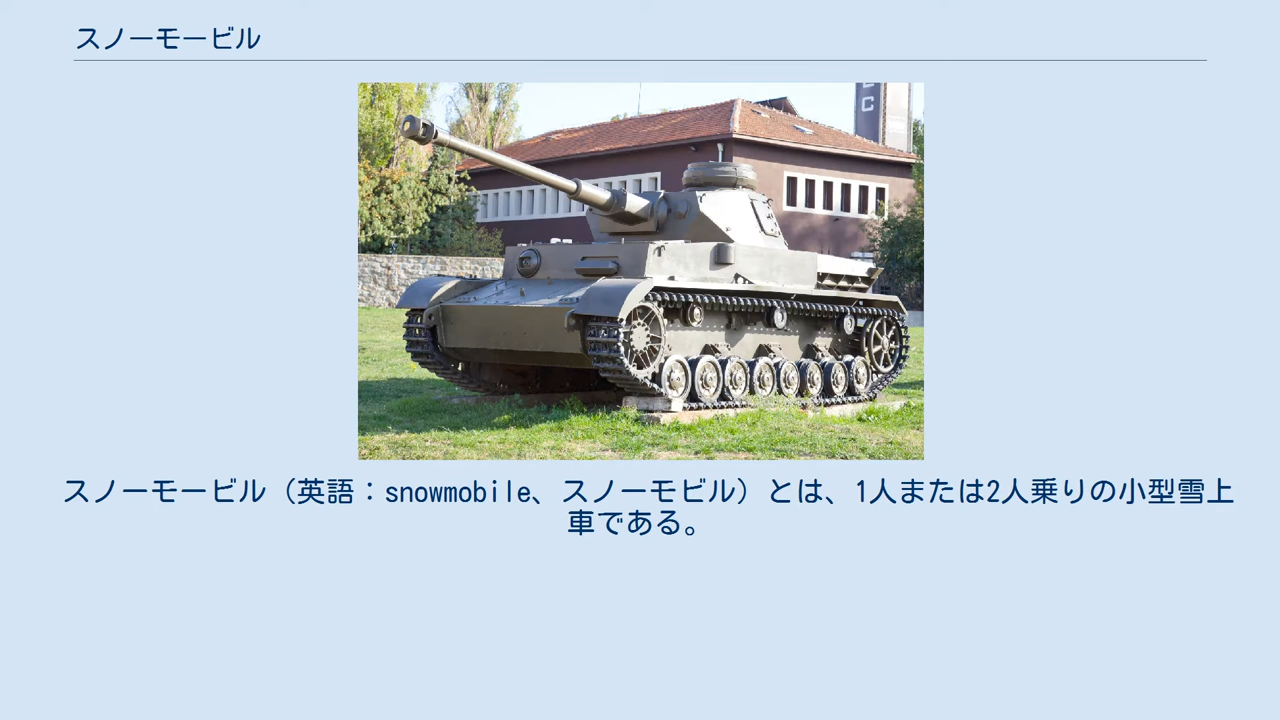 スノーモービル
C
スノーモービル（英語：snowmobile、スノーモビル）とは、1人または2人乗りの小型雪上
車である。